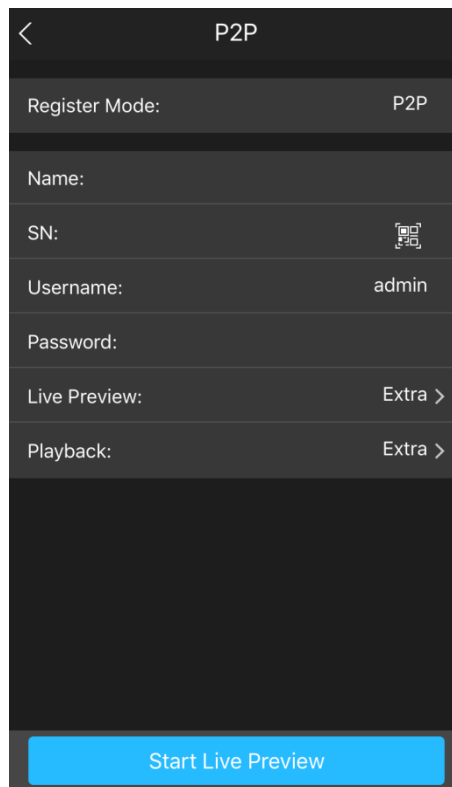 P2P
Register Mode: P2P
Name:
SN:
Username: admin
Password:
Live Preview: Extra
Playback: Extra
Start Live Preview